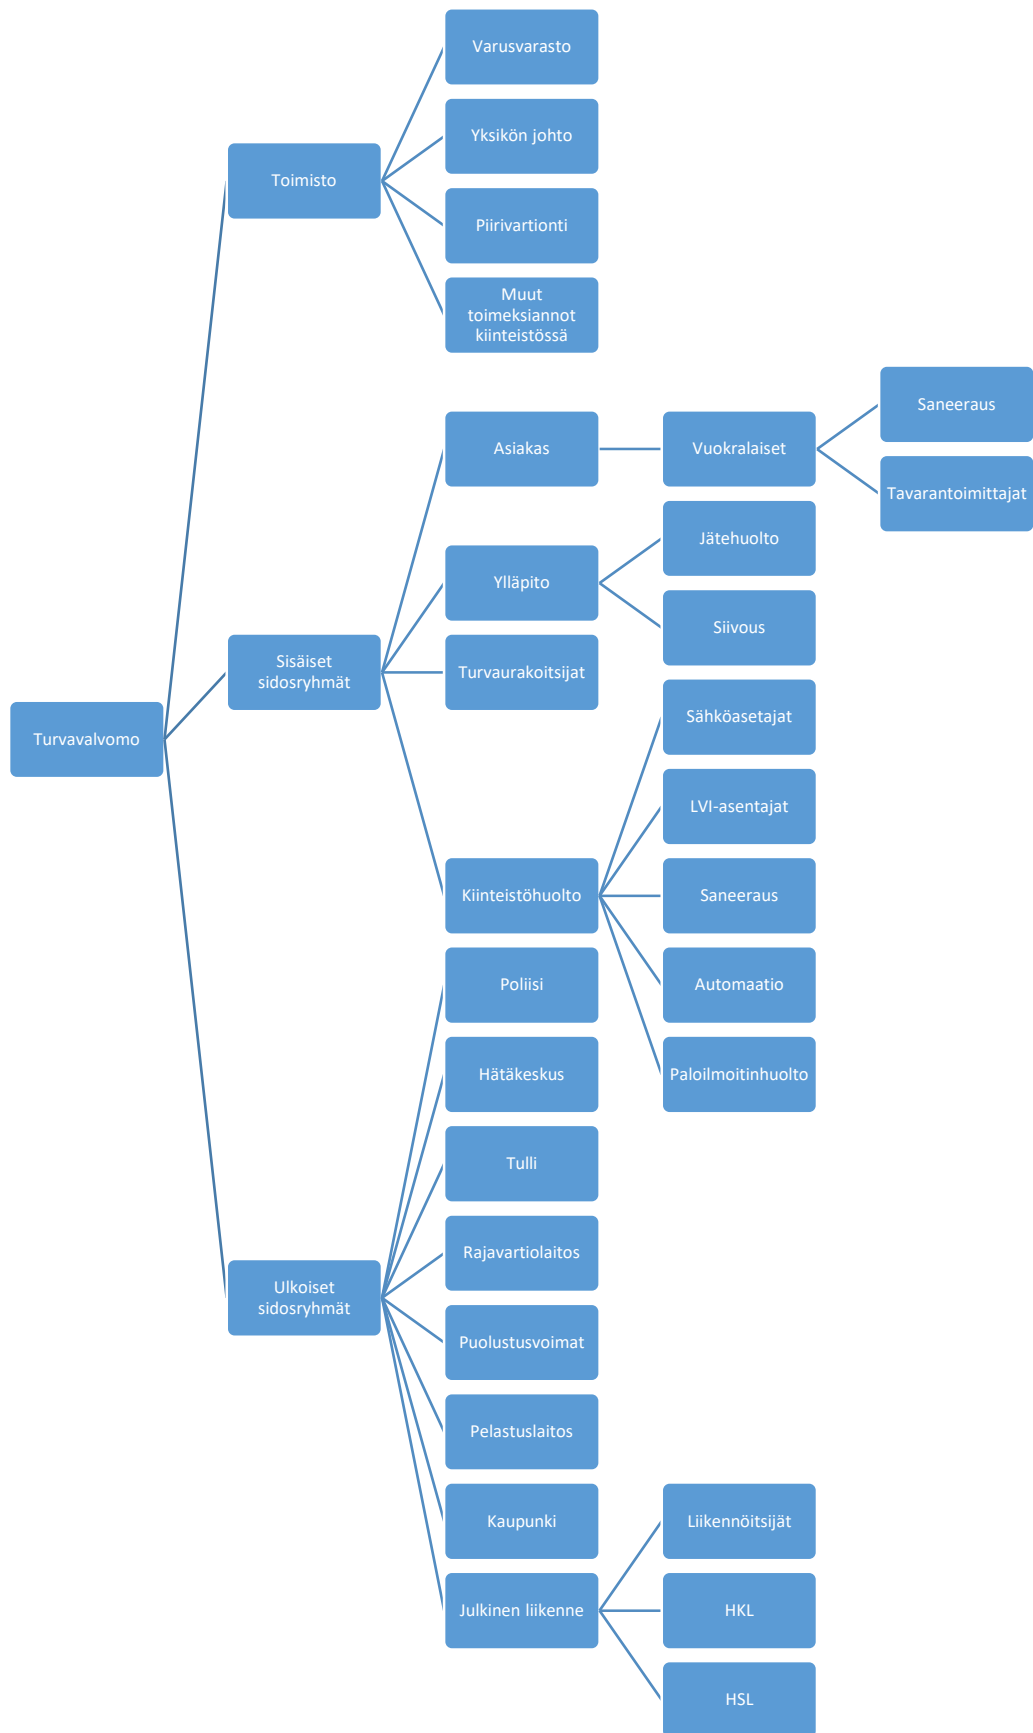 Varusvarasto
Yksikön johto
Toimisto
Piirivartionti
Muut
toimeksiannot
kiinteistössä
Saneeraus
Asiakas
Vuokralaiset
Tavarantoimittajat
Jätehuolto
Ylläpito
Siivous
Sisäiset
sidosryhmät
Turvaurakoitsijat
Sähköasetajat
Turvavalvomo
LVI-asentajat
Kiinteistöhuolto
Saneeraus
Poliisi
Automaatio
Hätäkeskus
Paloilmoitinhuolto
Tulli
Rajavartiolaitos
Ulkoiset
sidosryhmät
Puolustusvoimat
Pelastuslaitos
Kaupunki
Liikennöitsijät
Julkinen liikenne
HKL
HSL